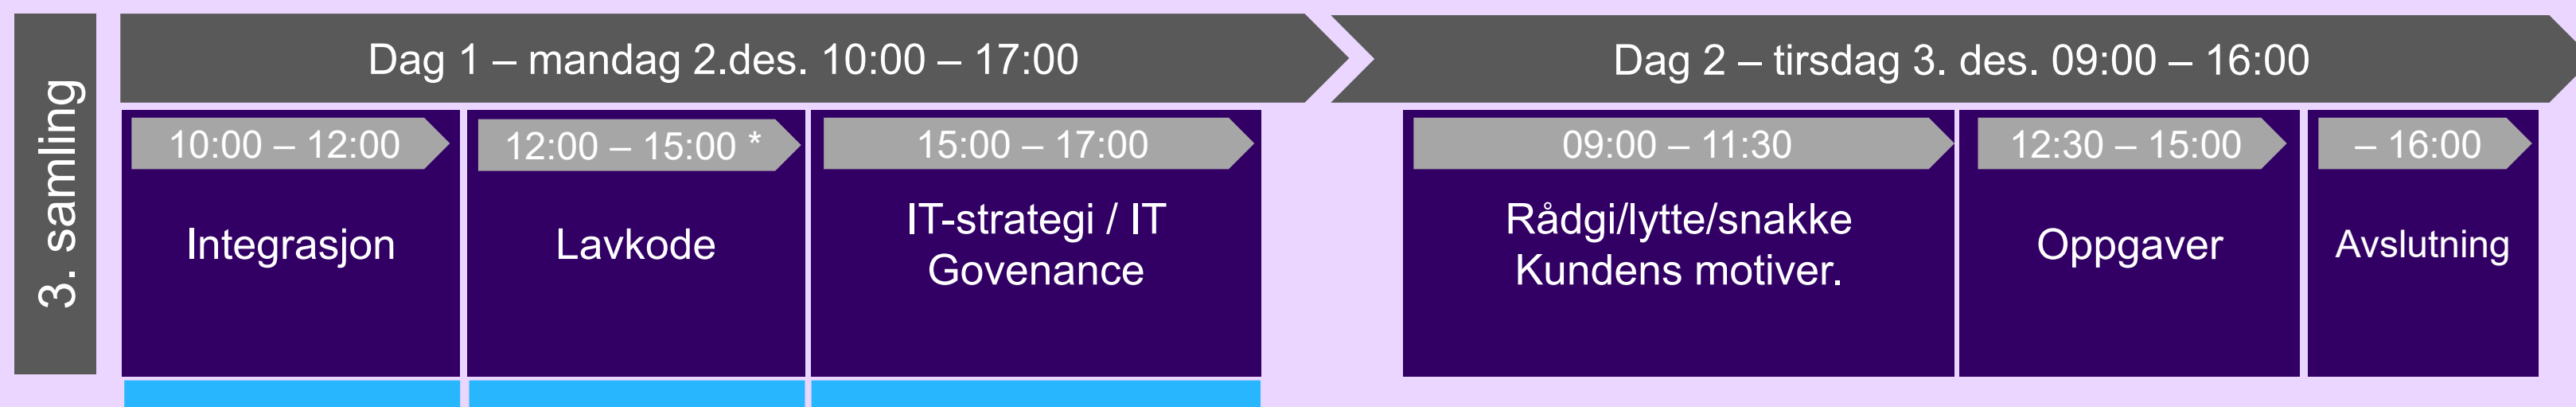 3. samling
Dag 1 – mandag 2.des. 10:00 – 17:00
Dag 2 – tirsdag 3. des. 09:00 – 16:00
10:00 – 12:00
Integrasjon
12:00 – 15:00 *
Lavkode
15:00 – 17:00
IT-strategi / IT
Govenance
09:00 – 11:30
Rådgi/lytte/snakke
Kundens motiver.
12:30 – 15:00
Oppgaver
– 16:00
Avslutning